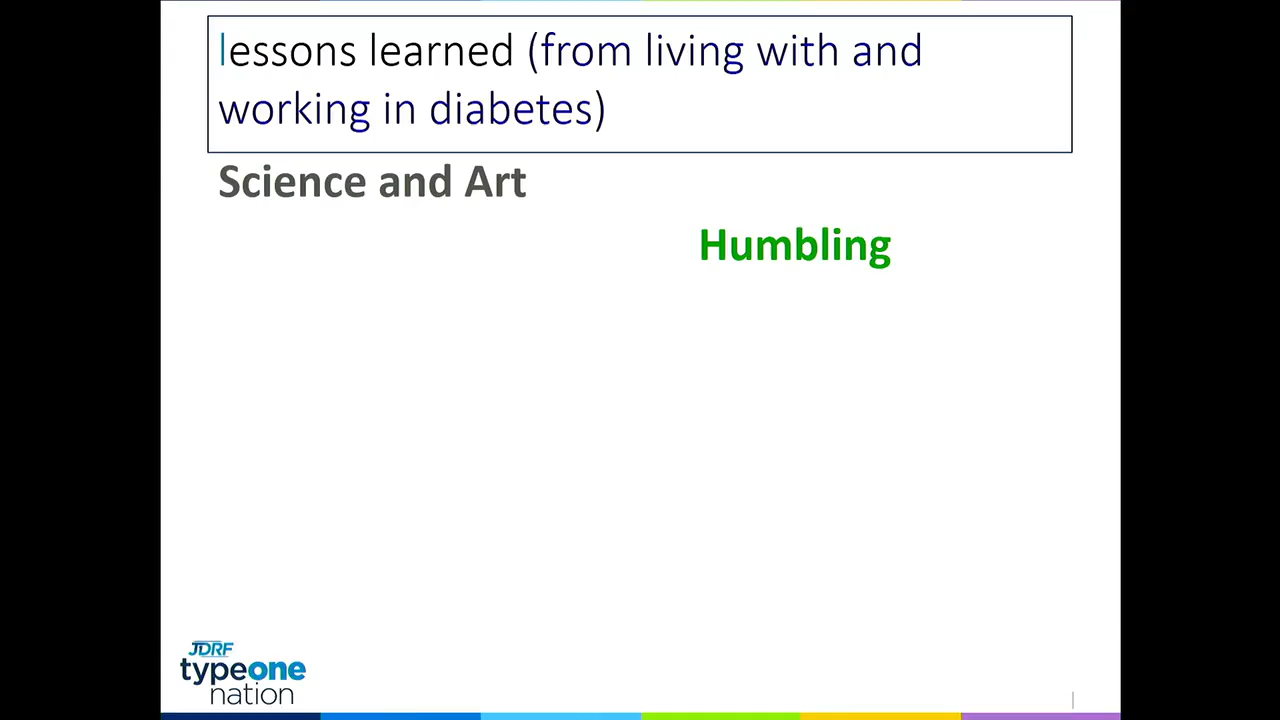 lessons learned (from living with and
working in diabetes)
Science and Art
Humbling
JDRF
typeone
nation